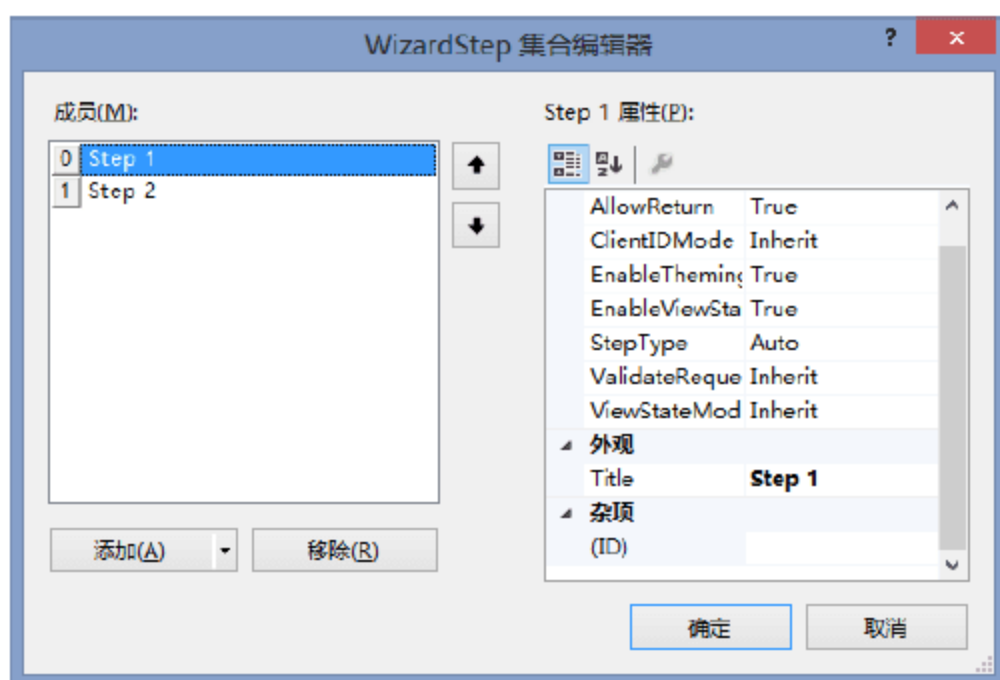 WizardStep 集合编辑器
?
成员(M):
0 Step 1
1 Step 2
添加(A)
移除(R)
Step 1 属性(P):
AllowReturn True
ClientIDMode Inherit
EnableTheming True
EnableViewSta True
StepType Auto
ValidateReque Inherit
ViewStateMod Inherit
外观
Title Step 1
杂项
(ID)
确定
取消